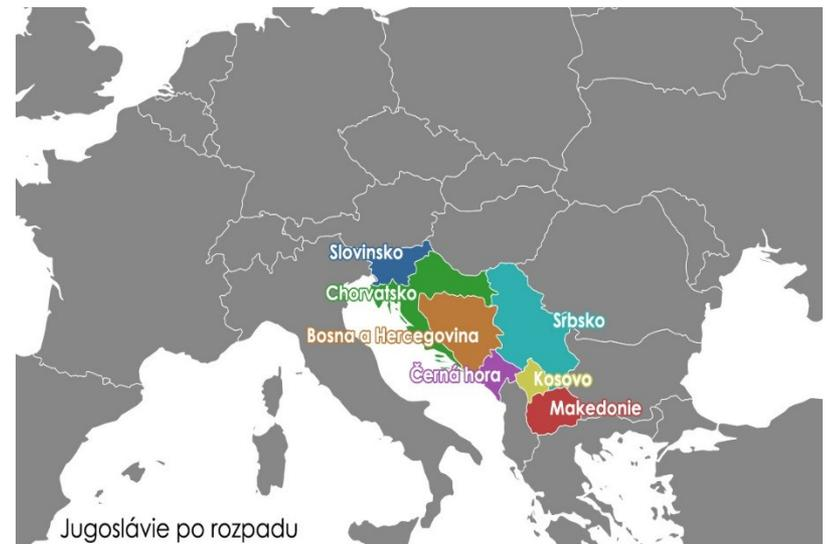 Slovinsko
Chorvatsko
Srbsko
Bosna a Hercegovina
Černá hora
Kosovo
Makedonie
Jugoslávie po rozpadu